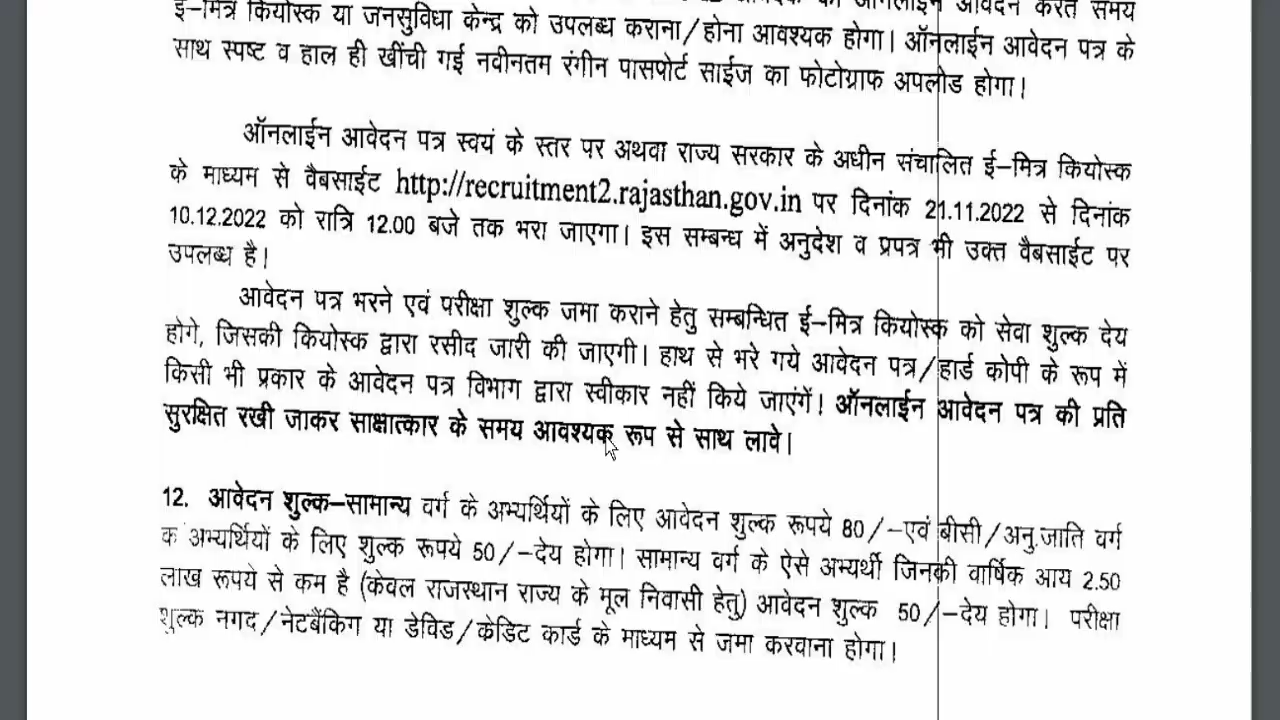 ऑनलाईन आवेदन करते समय
ई–मित्र कियोस्क या जनसुविधा केन्द्र को उपलब्ध कराना/होना आवश्यक होगा। ऑनलाईन आवेदन पत्र के
साथ स्पष्ट व हाल ही खींची गई नवीनतम रंगीन पासपोर्ट साईज का फोटोग्राफ अपलोड होगा।
ऑनलाईन आवेदन पत्र स्वयं के स्तर पर अथवा राज्य सरकार के अधीन संचालित ई–मित्र कियोस्क
के माध्यम से वैबसाईट http://recruitment2.rajasthan.gov.in पर दिनांक 21.11.2022 से दिनांक
10.12.2022 को रात्रि 12.00 बजे तक भरा जाएगा। इस सम्बन्ध में अनुदेश व प्रपत्र भी उक्त वैबसाईट पर
उपलब्ध है।
आवेदन पत्र भरने एवं परीक्षा शुल्क जमा कराने हेतु सम्बन्धित ई–मित्र कियोस्क को सेवा शुल्क देय
होगे, जिसकी कियोस्क द्वारा रसीद जारी की जाएगी। हाथ से भरे गये आवेदन पत्र/हार्ड कोपी के रूप में
किसी भी प्रकार के आवेदन पत्र विभाग द्वारा स्वीकार नहीं किये जाएंगें। ऑनलाईन आवेदन पत्र की प्रति
सुरक्षित रखी जाकर साक्षात्कार के समय आवश्यक रूप से साथ लावे।
12. आवेदन शुल्क–सामान्य वर्ग के अभ्यर्थियों के लिए आवेदन शुल्क रूपये 80/–एवं बीसी/अनु.जाति वर्ग
के अभ्यर्थियों के लिए शुल्क रूपये 50/–देय होगा। सामान्य वर्ग के ऐसे अभ्यर्थी जिनकी वार्षिक आय 2.50
लाख रूपये से कम है (केवल राजस्थान राज्य के मूल निवासी हेतु) आवेदन शुल्क 50/–देय होगा। परीक्षा
शुल्क नगद/नेटबैंकिग या डेविड/क्रेडिट कार्ड के माध्यम से जमा करवाना होगा।